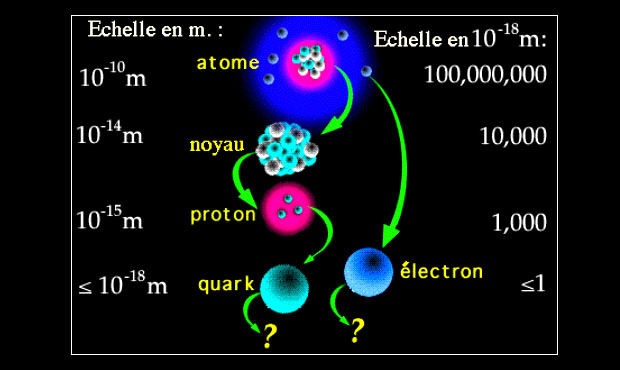 Echelle en m. :
Echelle en 10⁻¹⁸m:
atome
10⁻¹⁰m
100,000,000
10⁻¹⁴m
noyau
10,000
10⁻¹⁵m
proton
1,000
≤ 10⁻¹⁸m
quark
électron
≤1
?
?